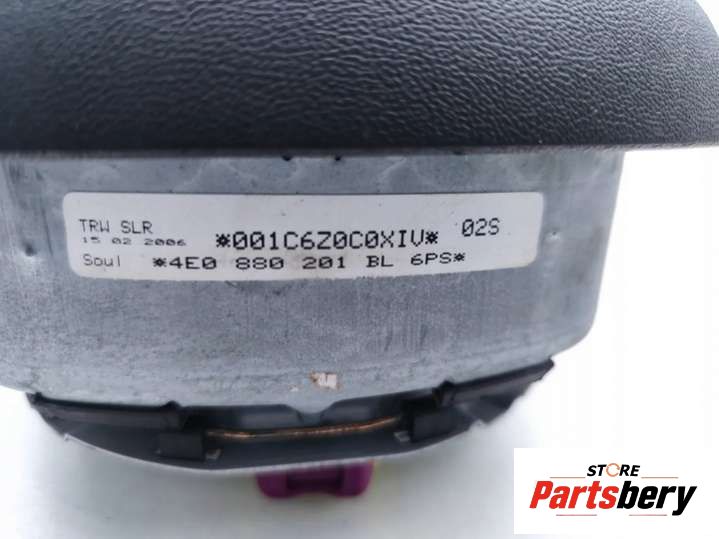 TRW SLR
15 02 2006 *001C6Z0C0XIV* 02S
Soul *4E0 880 201 BL 6PS*
STORE
Partsbery